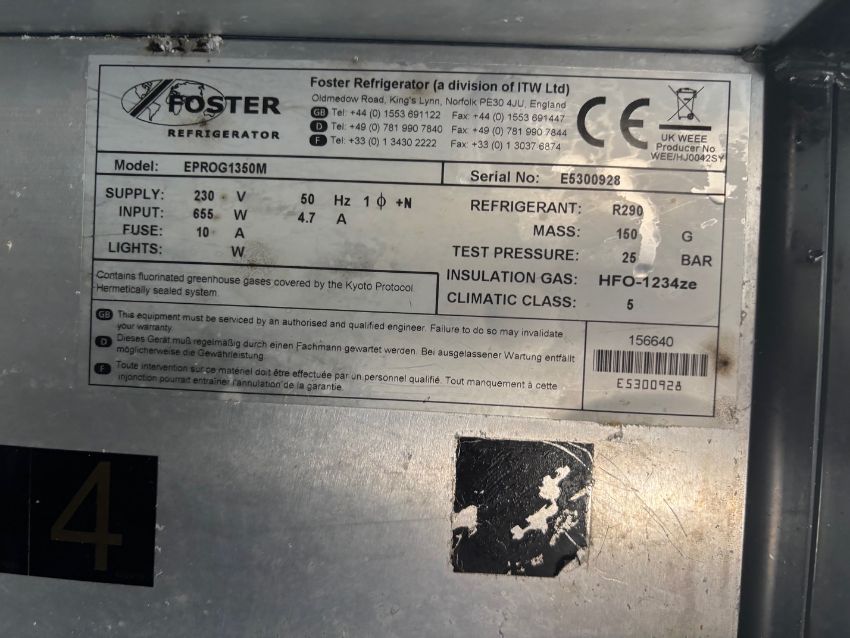 FOSTER
REFRIGERATOR
Foster Refrigerator (a division of ITW Ltd)
Oldmedow Road, King's Lynn, Norfolk PE30 4JU, England
GB Tel: +44 (0) 1553 691122 Fax: +44 (0) 1553 691447
D Tel: +49 (0) 781 990 7840 Fax: +49 (0) 781 990 7844
F Tel: +33 (0) 1 3430 2222 Fax: +33 (0) 1 3037 6874
CE
UK WEEE
Producer No
WEE/HJ0042SY
Model: EPROG1350M
Serial No: E5300928
SUPPLY: 230 V 50 Hz 1 ϕ +N
INPUT: 655 W 4.7 A
FUSE: 10 A
LIGHTS: W
REFRIGERANT: R290
MASS: 150 G
TEST PRESSURE: 25 BAR
INSULATION GAS: HFO-1234ze
CLIMATIC CLASS: 5
Contains fluorinated greenhouse gases covered by the Kyoto Protocol.
Hermetically sealed system.
GB This equipment must be serviced by an authorised and qualified engineer. Failure to do so may invalidate
your warranty.
D Dieses Gerät muß regelmäßig durch einen Fachmann gewartet werden. Bei ausgelassener Wartung entfällt
möglicherweise die Gewährleistung.
F Toute intervention sur ce matériel doit être effectuée par un personnel qualifié. Tout manquement à cette
injonction pourrait entraîner l'annulation de la garantie.
156640
E5300928
4